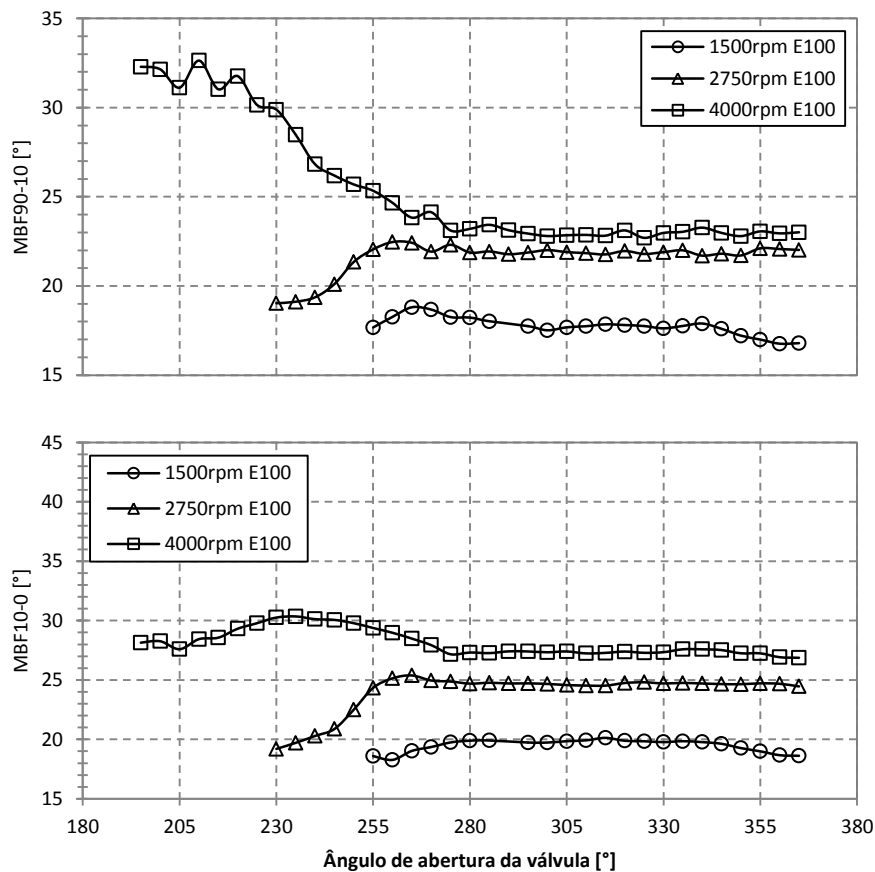 35
30
25
20
15
MBF90-10 [°]
1500rpm E100
2750rpm E100
4000rpm E100
45
40
35
30
25
20
15
MBF10-0 [°]
1500rpm E100
2750rpm E100
4000rpm E100
180 205 230 255 280 305 330 355 380
Ângulo de abertura da válvula [°]